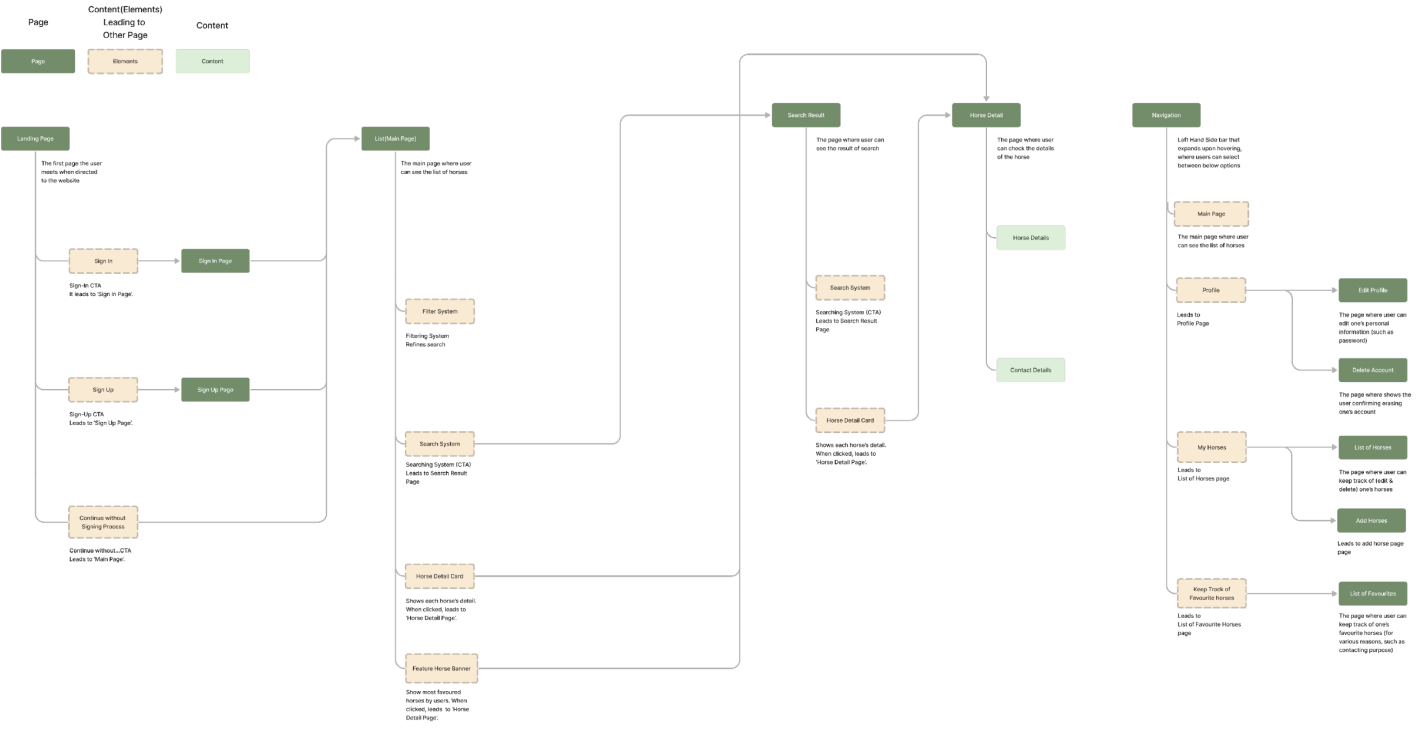 Page
Content(Elements)
Leading to
Other Page
Content
Page
Elements
Content
Landing Page
The first page the user
meets when directed
to the website
Sign In
Sign-In CTA
It leads to 'Sign In Page'.
Sign In Page
Sign Up
Sign-Up CTA
Leads to 'Sign Up Page'.
Sign Up Page
Continue without
Signing Process
Continue without...CTA
Leads to 'Main Page'.
List(Main Page)
The main page where user
can see the list of horses
Filter System
Filtering System
Refines search
Search System
Searching System (CTA)
Leads to Search Result
Page
Horse Detail Card
Shows each horse's detail.
When clicked, leads to
'Horse Detail Page'.
Feature Horse Banner
Show most favoured
horses by users. When
clicked, leads to 'Horse
Detail Page'.
Search Result
The page where user can
see the result of search
Search System
Searching System (CTA)
Leads to Search Result
Page
Horse Detail Card
Shows each horse's detail.
When clicked, leads to
'Horse Detail Page'.
Horse Detail
The page where user
can check the details
of the horse
Horse Details
Contact Details
Navigation
Left Hand Side bar that
expands upon hovering,
where users can select
between below options
Main Page
The main page where user
can see the list of horses
Profile
Leads to
Profile Page
Edit Profile
The page where user can
edit one's personal
information (such as
password)
Delete Account
The page where shows the
user confirming erasing
one's account
My Horses
Leads to
List of Horses page
List of Horses
The page where user can
keep track of (edit &
delete) one's horses
Add Horses
Leads to add horse page
page
Keep Track of
Favourite horses
Leads to
List of Favourite Horses
page
List of Favourites
The page where user can
keep track of one's
favourite horses (for
various reasons, such as
contacting purpose)